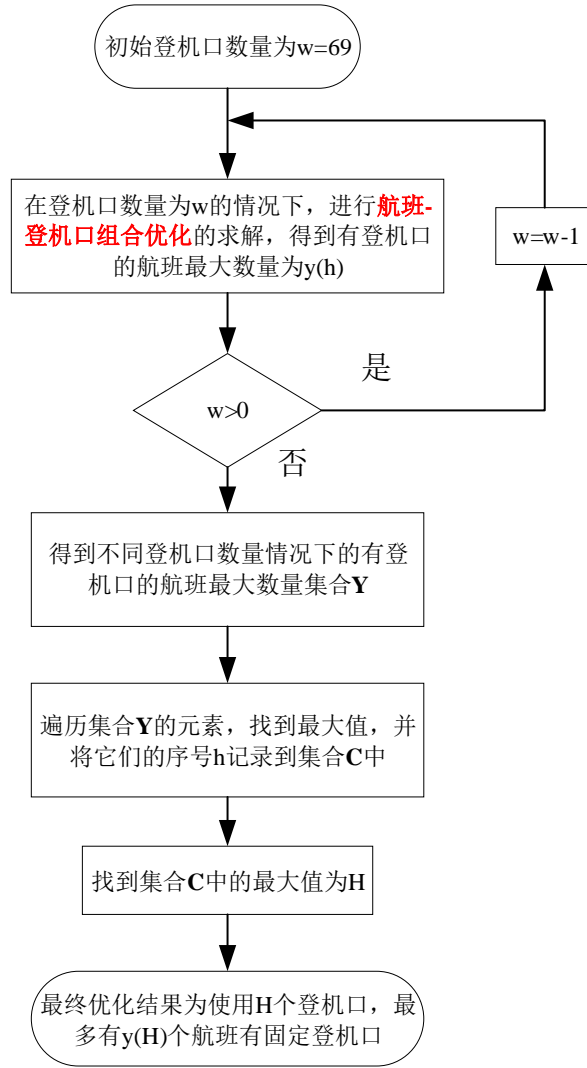 初始登机口数量为w=69
在登机口数量为w的情况下，进行航班-
登机口组合优化的求解，得到有登机口
的航班最大数量为y(h)
w=w-1
是
w>0
否
得到不同登机口数量情况下的有登
机口的航班最大数量集合Y
遍历集合Y的元素，找到最大值，并
将它们的序号h记录到集合C中
找到集合C中的最大值为H
最终优化结果为使用H个登机口，最
多有y(H)个航班有固定登机口